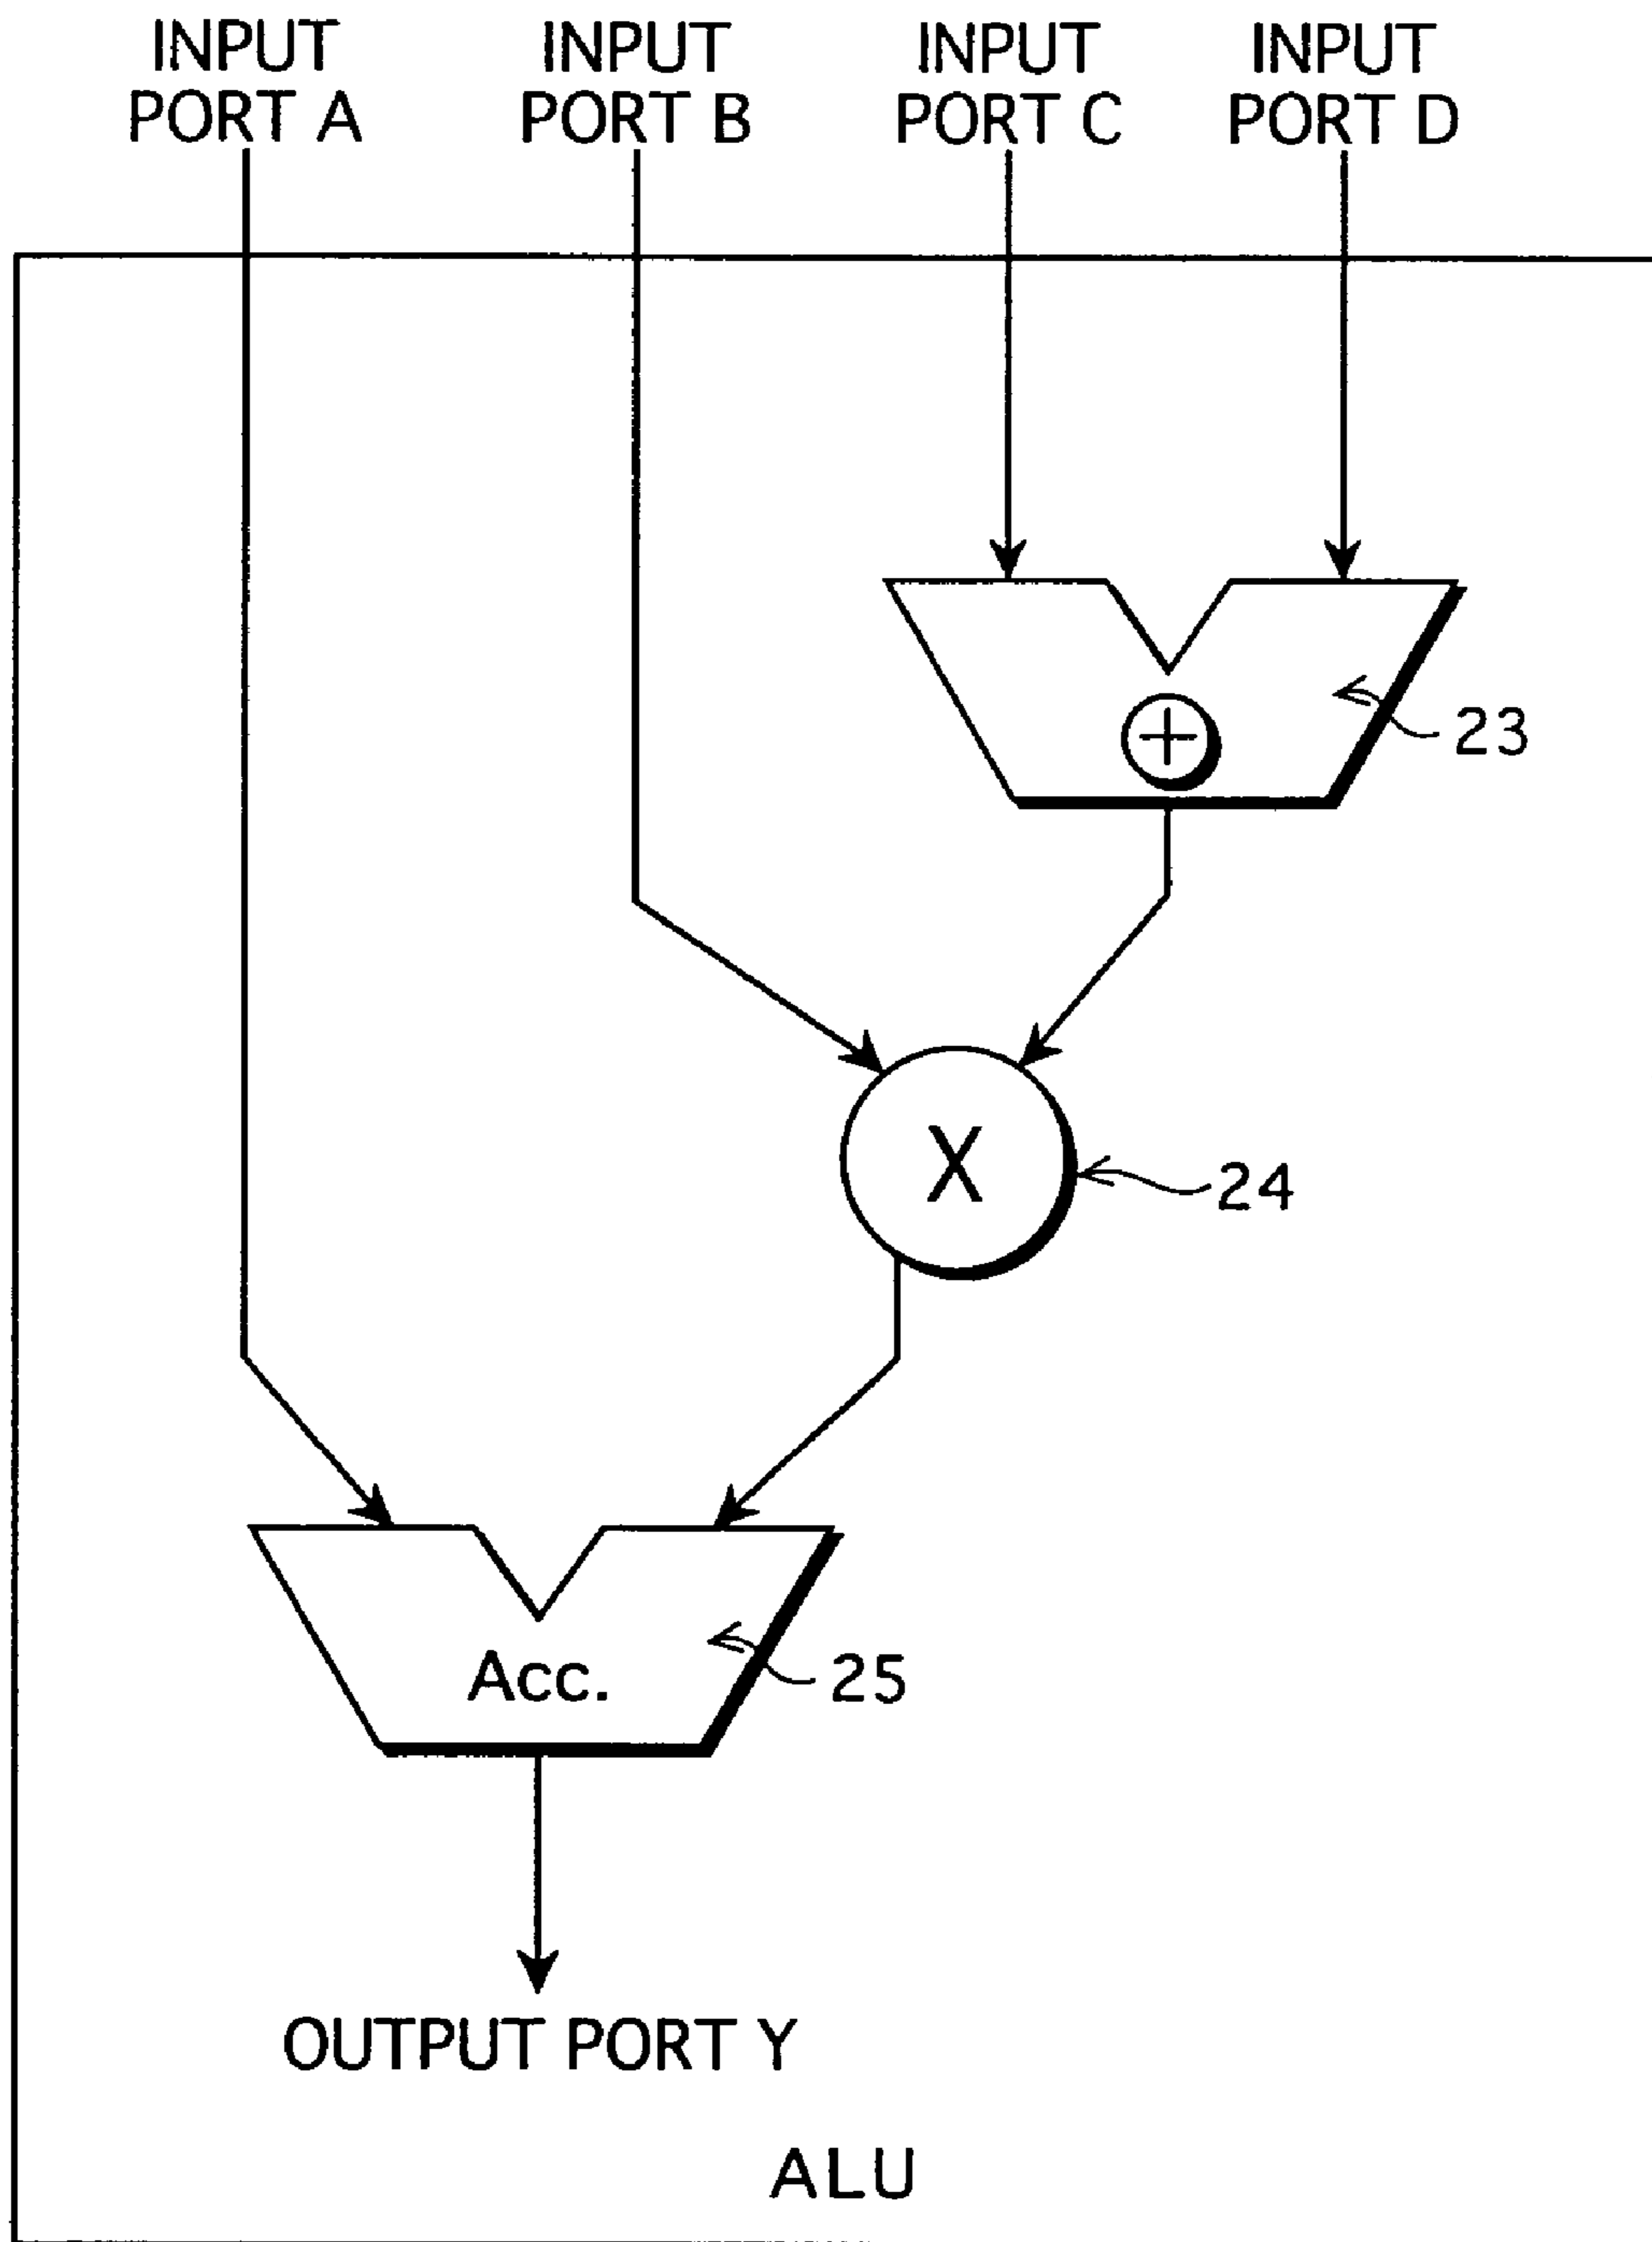 INPUT
PORT A
INPUT
PORT B
INPUT
PORT C
INPUT
PORT D
+
23
X
24
Acc.
25
OUTPUT PORT Y
ALU